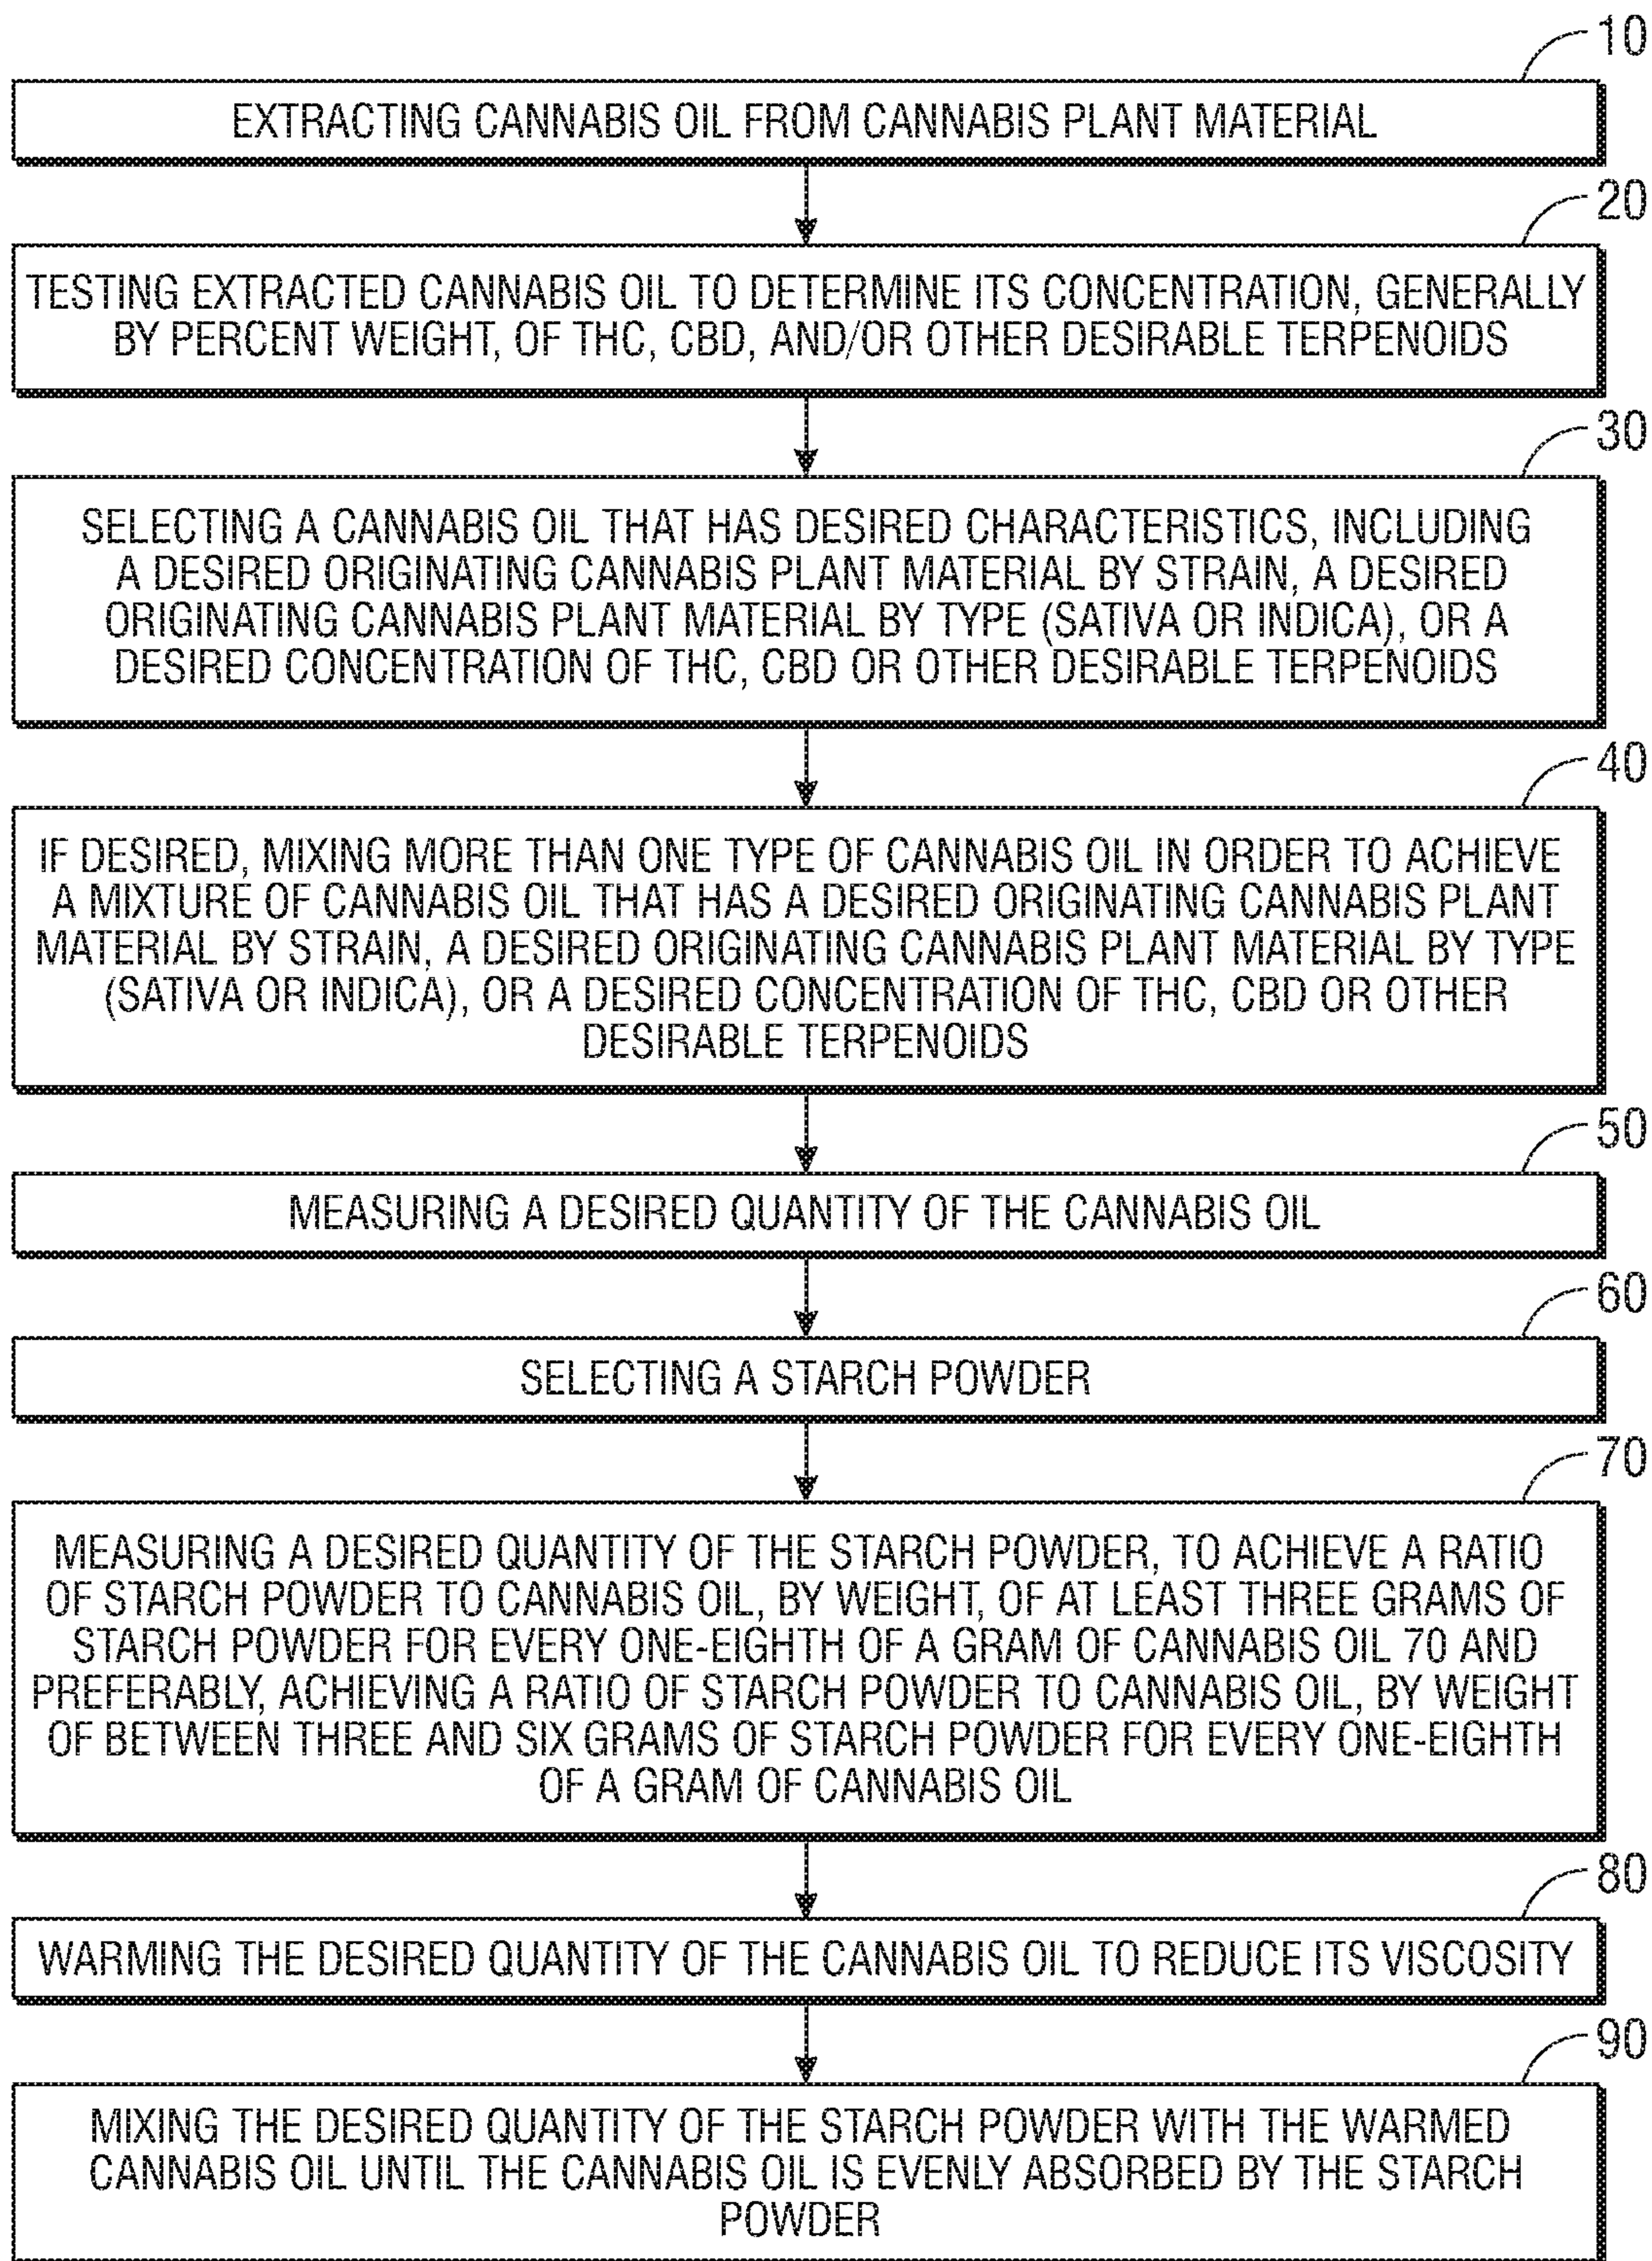 10
EXTRACTING CANNABIS OIL FROM CANNABIS PLANT MATERIAL
20
TESTING EXTRACTED CANNABIS OIL TO DETERMINE ITS CONCENTRATION, GENERALLY
BY PERCENT WEIGHT, OF THC, CBD, AND/OR OTHER DESIRABLE TERPENOIDS
30
SELECTING A CANNABIS OIL THAT HAS DESIRED CHARACTERISTICS, INCLUDING
A DESIRED ORIGINATING CANNABIS PLANT MATERIAL BY STRAIN, A DESIRED
ORIGINATING CANNABIS PLANT MATERIAL BY TYPE (SATIVA OR INDICA), OR A
DESIRED CONCENTRATION OF THC, CBD OR OTHER DESIRABLE TERPENOIDS
40
IF DESIRED, MIXING MORE THAN ONE TYPE OF CANNABIS OIL IN ORDER TO ACHIEVE
A MIXTURE OF CANNABIS OIL THAT HAS A DESIRED ORIGINATING CANNABIS PLANT
MATERIAL BY STRAIN, A DESIRED ORIGINATING CANNABIS PLANT MATERIAL BY TYPE
(SATIVA OR INDICA), OR A DESIRED CONCENTRATION OF THC, CBD OR OTHER
DESIRABLE TERPENOIDS
50
MEASURING A DESIRED QUANTITY OF THE CANNABIS OIL
60
SELECTING A STARCH POWDER
70
MEASURING A DESIRED QUANTITY OF THE STARCH POWDER, TO ACHIEVE A RATIO
OF STARCH POWDER TO CANNABIS OIL, BY WEIGHT, OF AT LEAST THREE GRAMS OF
STARCH POWDER FOR EVERY ONE-EIGHTH OF A GRAM OF CANNABIS OIL 70 AND
PREFERABLY, ACHIEVING A RATIO OF STARCH POWDER TO CANNABIS OIL, BY WEIGHT
OF BETWEEN THREE AND SIX GRAMS OF STARCH POWDER FOR EVERY ONE-EIGHTH
OF A GRAM OF CANNABIS OIL
80
WARMING THE DESIRED QUANTITY OF THE CANNABIS OIL TO REDUCE ITS VISCOSITY
90
MIXING THE DESIRED QUANTITY OF THE STARCH POWDER WITH THE WARMED
CANNABIS OIL UNTIL THE CANNABIS OIL IS EVENLY ABSORBED BY THE STARCH
POWDER